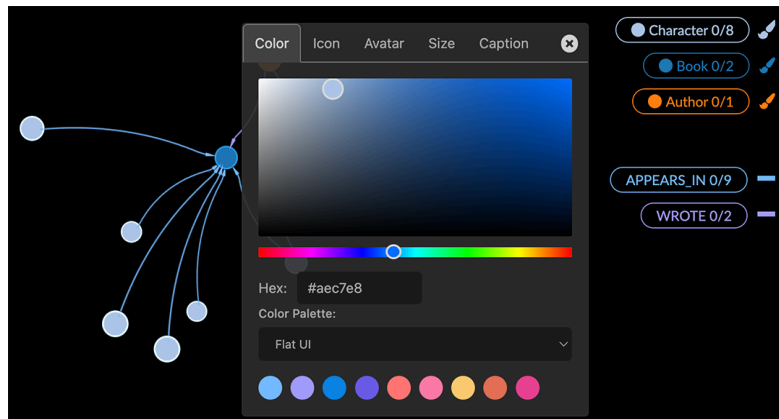 Color Icon Avatar Size Caption
Character 0/8
Book 0/2
Author 0/1
APPEARS_IN 0/9
WROTE 0/2
Hex: #aec7e8
Color Palette:
Flat UI